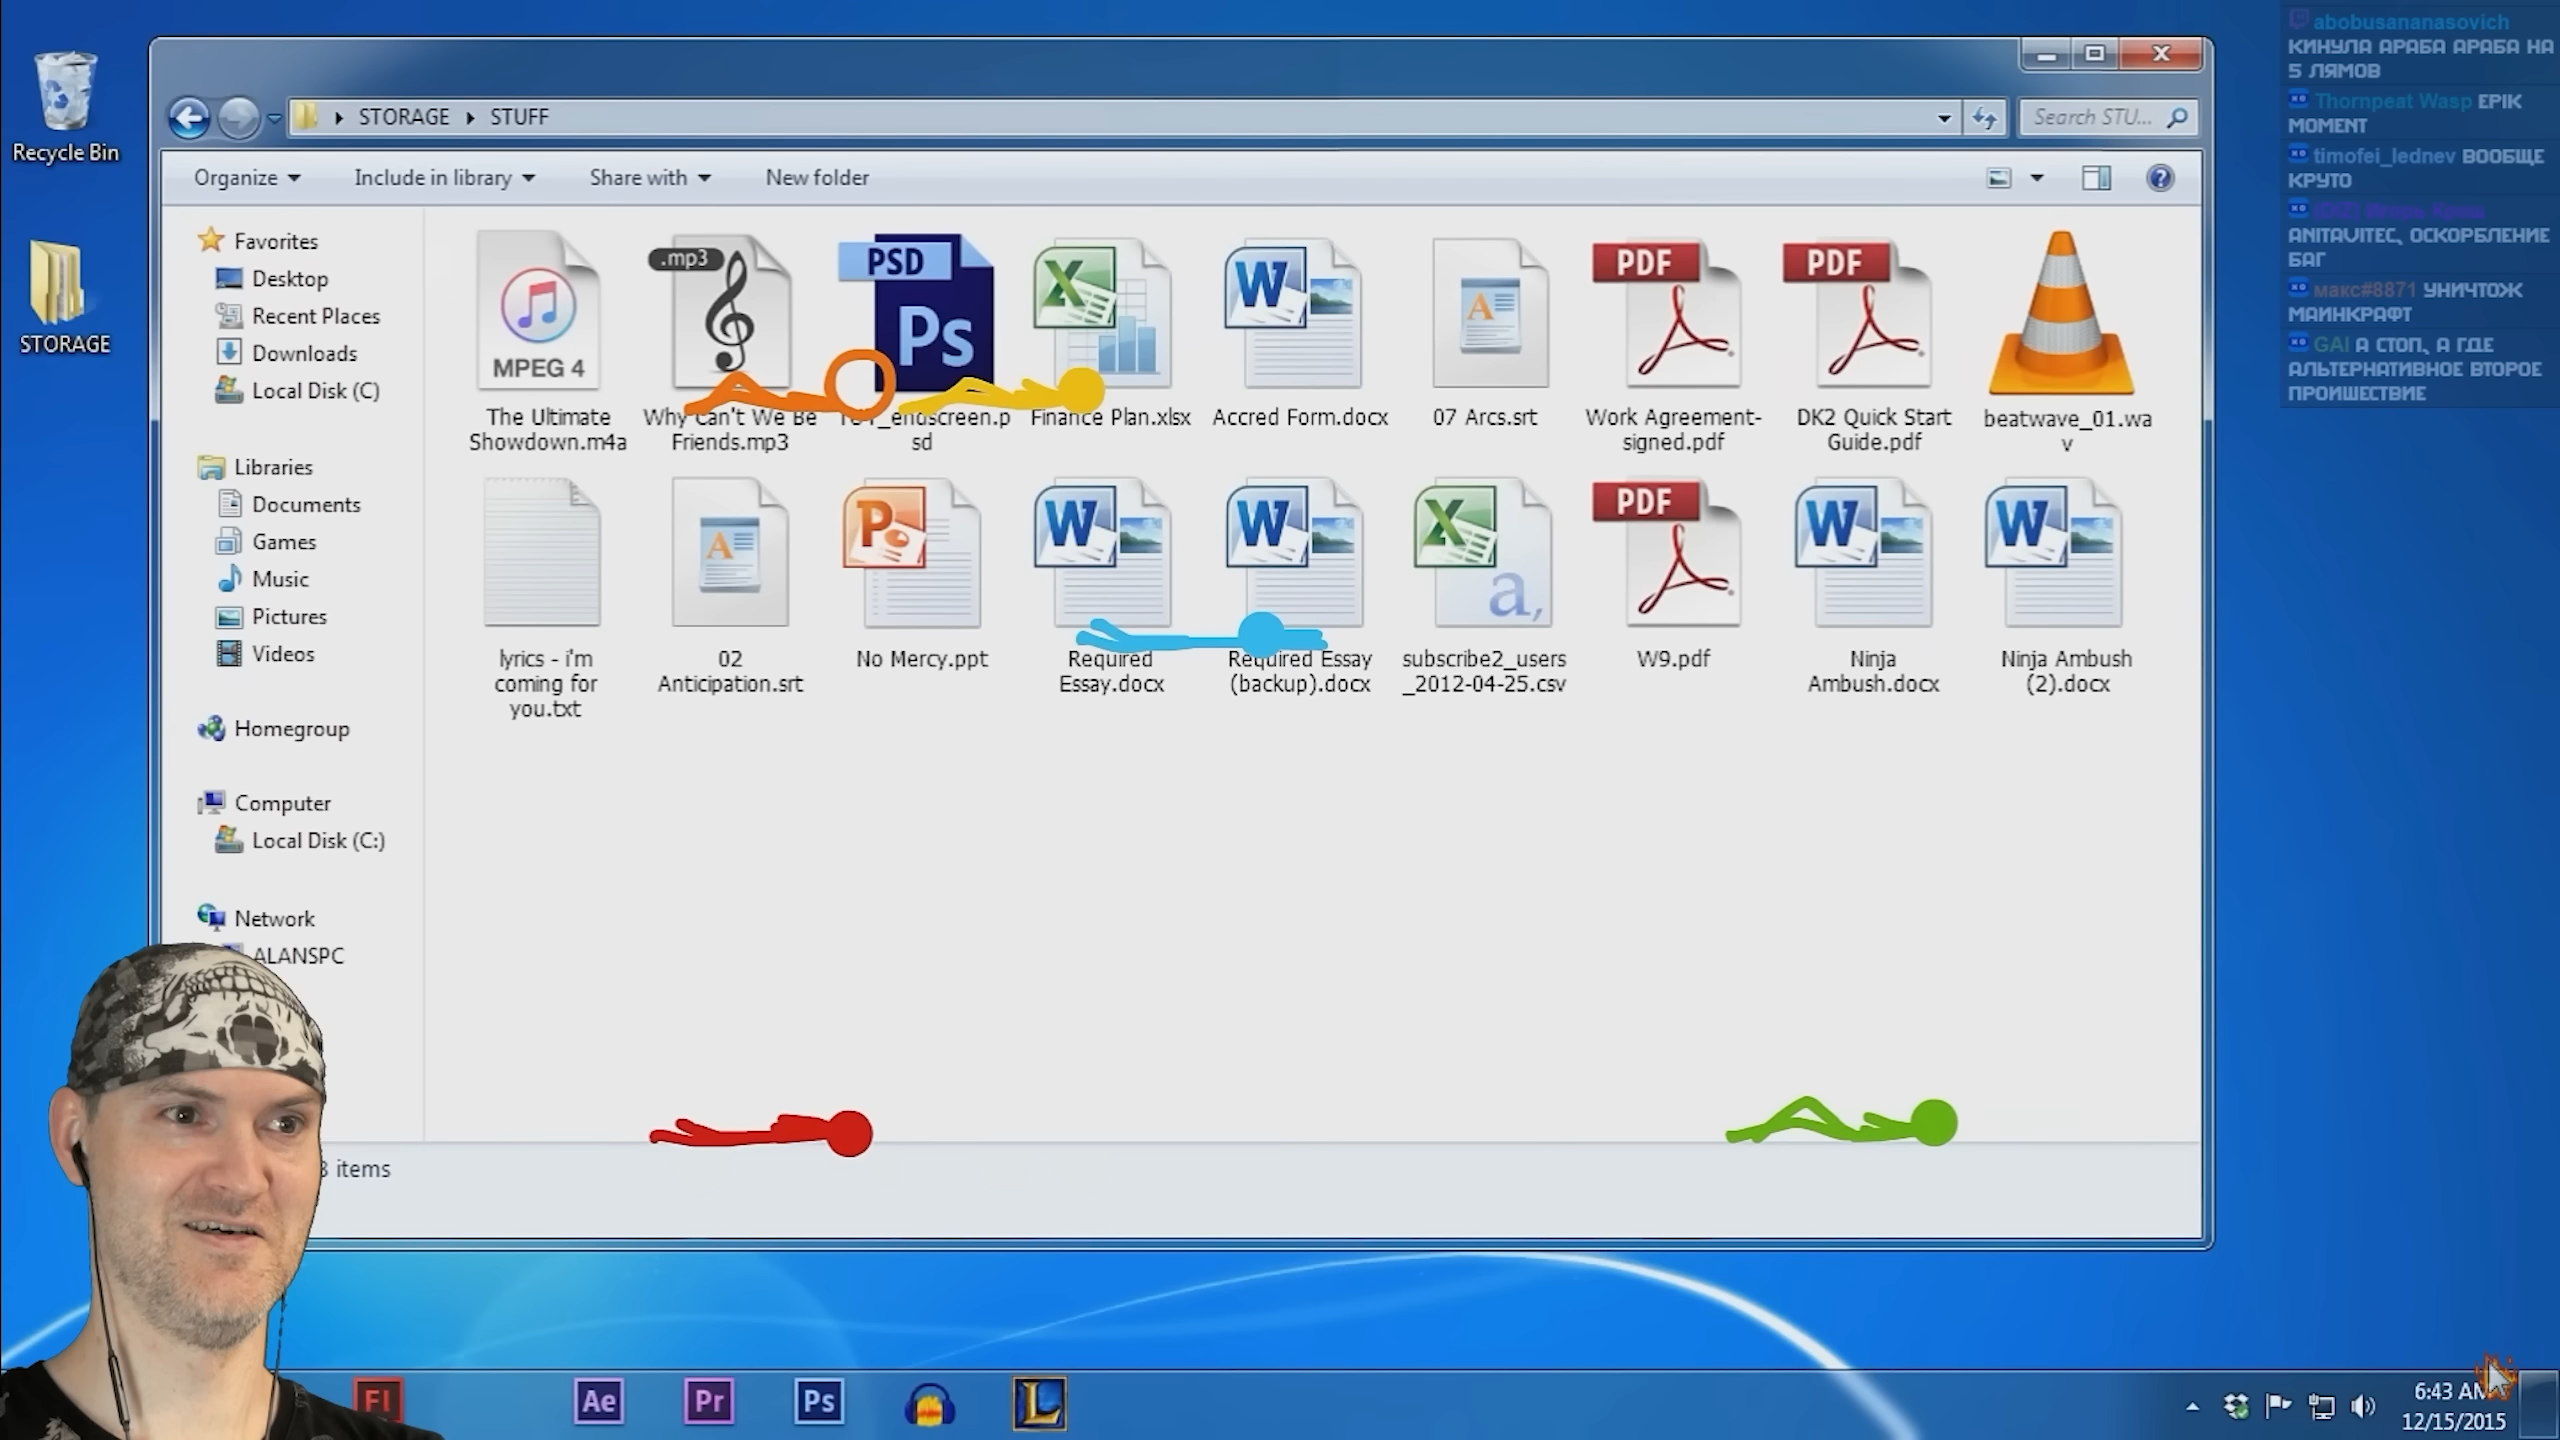 Recycle Bin
STORAGE
STORAGE
STUFF
Search STU...
Organize
Include in library
Share with
New folder
Favorites
Desktop
Recent Places
Downloads
Local Disk (C)
Libraries
Documents
Games
Music
Pictures
Videos
Homegroup
Computer
Local Disk (C:)
Network
ALANSPC
MPEG 4
The Ultimate
Showdown.m4a
.mp3
Why Can't We Be
Friends.mp3
PSD
Ps
_endscreen.p
sd
Finance Plan.xlsx
W
Accred Form.docx
A
07 Arcs.srt
PDF
Work Agreement-
signed.pdf
PDF
DK2 Quick Start
Guide.pdf
beatwave_01.wa
v
lyrics - i'm
coming for
you.txt
A
02
Anticipation.srt
P
No Mercy.ppt
W
Required
Essay.docx
W
Required Essay
(backup).docx
X
a,
subscribe2_users
_2012-04-25.csv
PDF
W9.pdf
W
Ninja
Ambush.docx
W
Ninja Ambush
(2).docx
items
Fl
Ae
Pr
Ps
L
6:43 AM
12/15/2015
abobusananasovich
КИНУЛА АРАБА АРАБА НА
5 ЛЯМОВ
Thornpeat Wasp EPIK
MOMENT
timofei_lednev ВООБЩЕ
КРУТО
ANITAVITEC, ОСКОРБЛЕНИЕ
БАГ
макс#8871 УНИЧТОЖ
МАИНКРАФТ
GAI А СТОП, А ГДЕ
АЛЬТЕРНАТИВНОЕ ВТОРОЕ
ПРОИШЕСТВИЕ